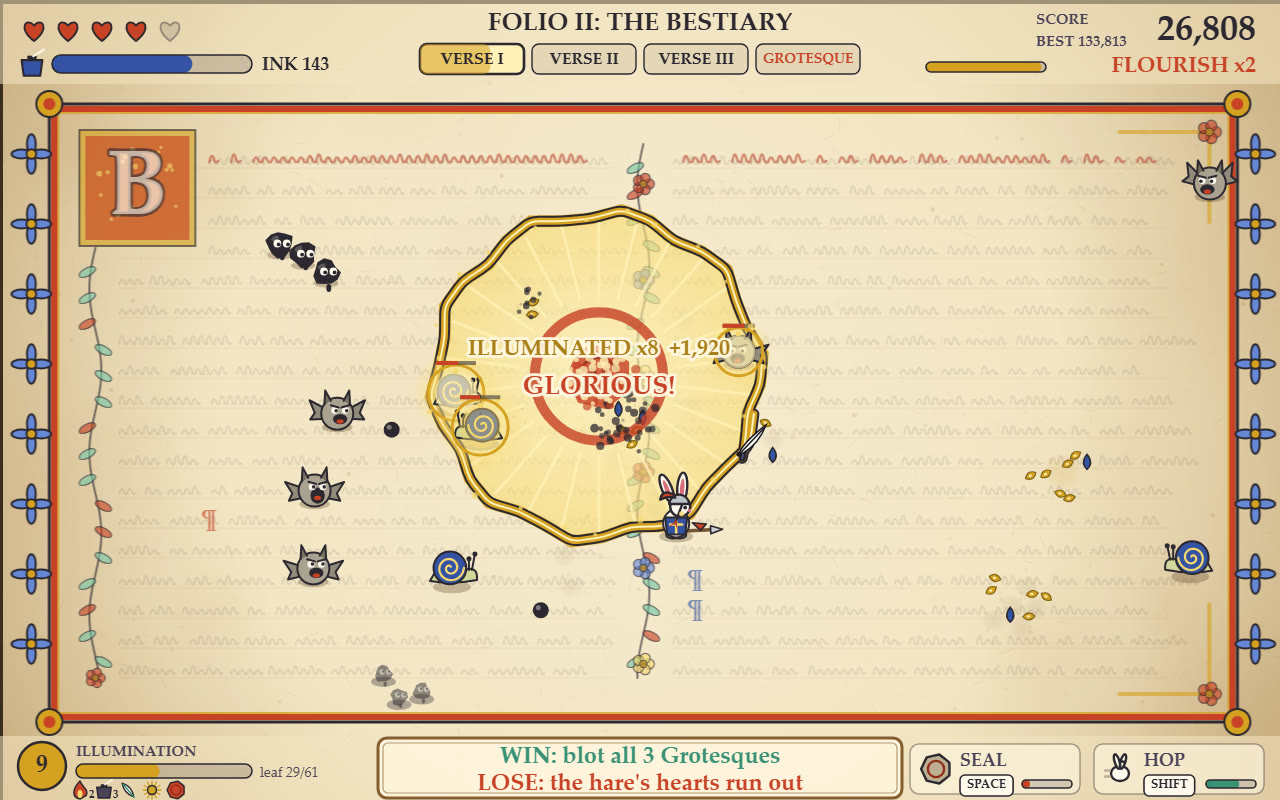 FOLIO II: THE BESTIARY
INK 143
VERSE I
VERSE II
VERSE III
GROTESQUE
SCORE
26,808
BEST 133,813
FLOURISH x2
B
ILLUMINATED x8 +1,920
GLORIOUS!
¶
¶
¶
9
ILLUMINATION
leaf 29/61
2
3
WIN: blot all 3 Grotesques
LOSE: the hare's hearts run out
SEAL
SPACE
HOP
SHIFT